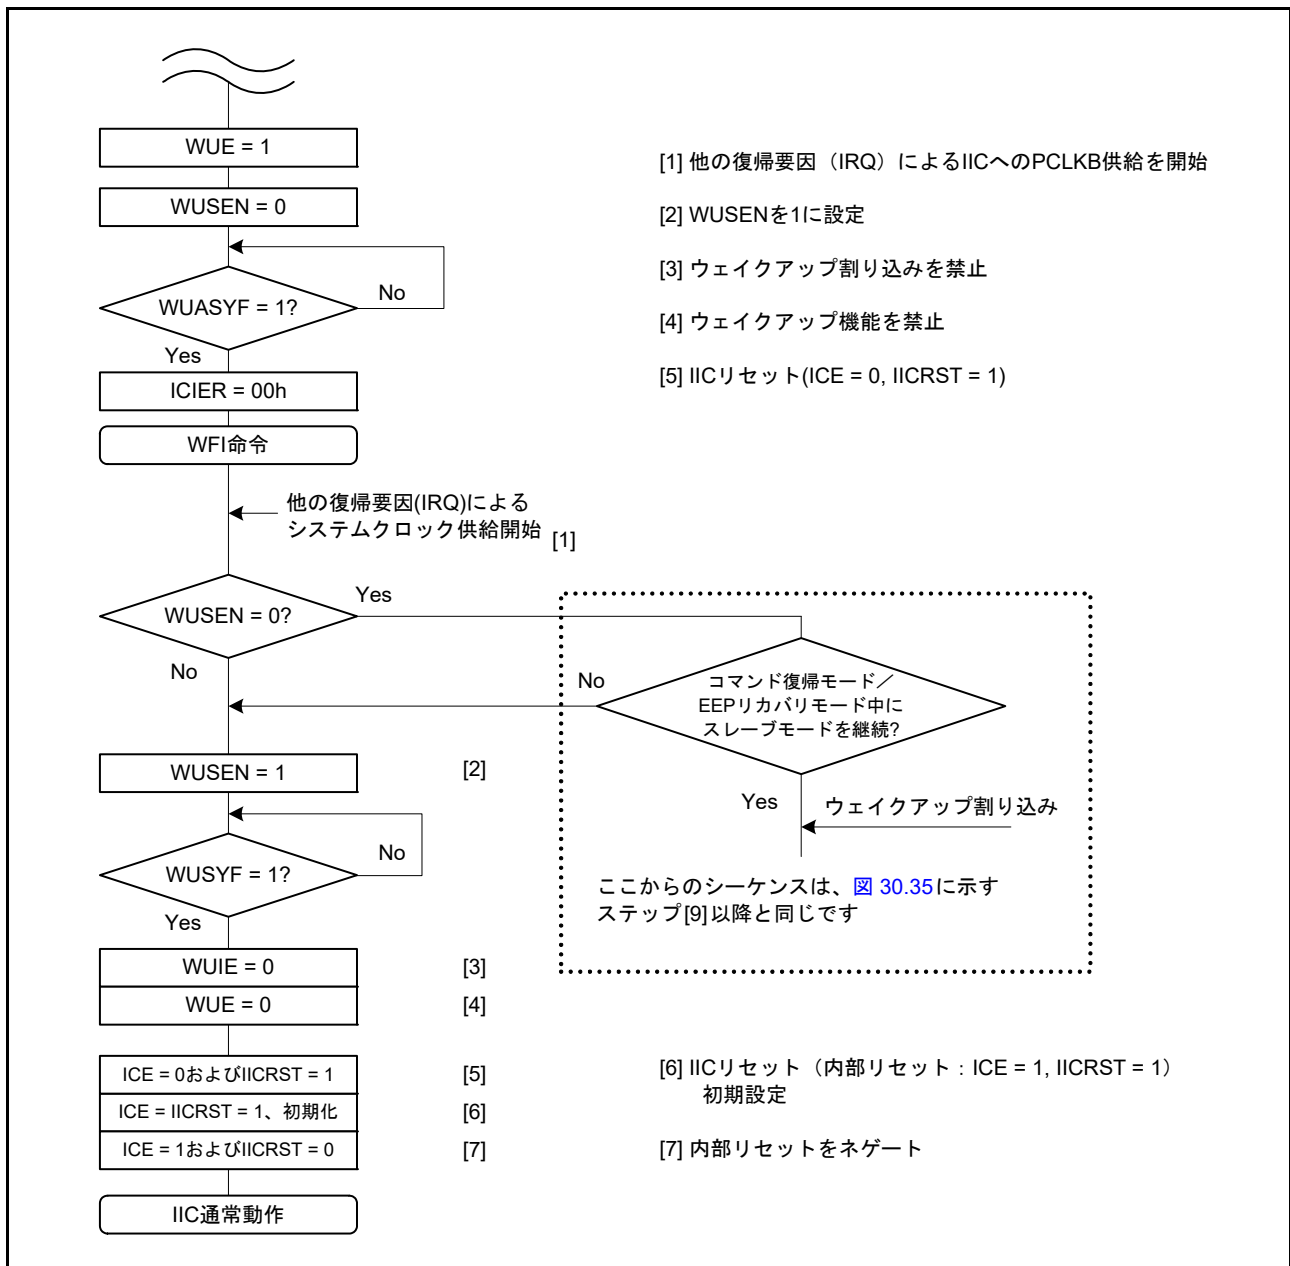 WUE = 1
[1] 他の復帰要因（IRQ）によるIICへのPCLKB供給を開始
WUSEN = 0
[2] WUSENを1に設定
[3] ウェイクアップ割り込みを禁止
WUASYF = 1?
No
[4] ウェイクアップ機能を禁止
Yes
[5] IICリセット(ICE = 0, IICRST = 1)
ICIER = 00h
WFI命令
他の復帰要因(IRQ)による
システムクロック供給開始 [1]
WUSEN = 0?
Yes
No
コマンド復帰モード／
EEPリカバリモード中に
スレーブモードを継続?
No
WUSEN = 1
[2]
Yes
ウェイクアップ割り込み
WUSYF = 1?
No
Yes
ここからのシーケンスは、図 30.35に示す
ステップ[9]以降と同じです
WUIE = 0
[3]
WUE = 0
[4]
ICE = 0およびIICRST = 1
[5]
[6] IICリセット（内部リセット：ICE = 1, IICRST = 1）
初期設定
ICE = IICRST = 1、初期化
[6]
ICE = 1およびIICRST = 0
[7]
[7] 内部リセットをネゲート
IIC通常動作